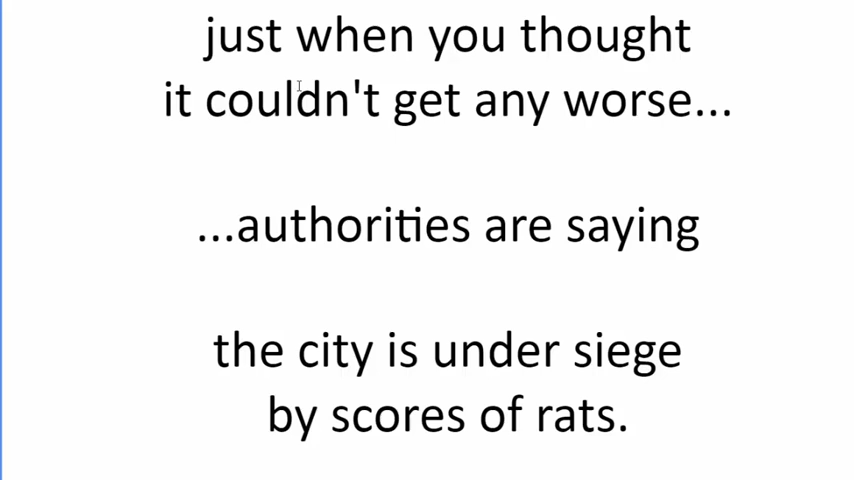 just when you thought
it couldn't get any worse...
...authorities are saying
the city is under siege
by scores of rats.